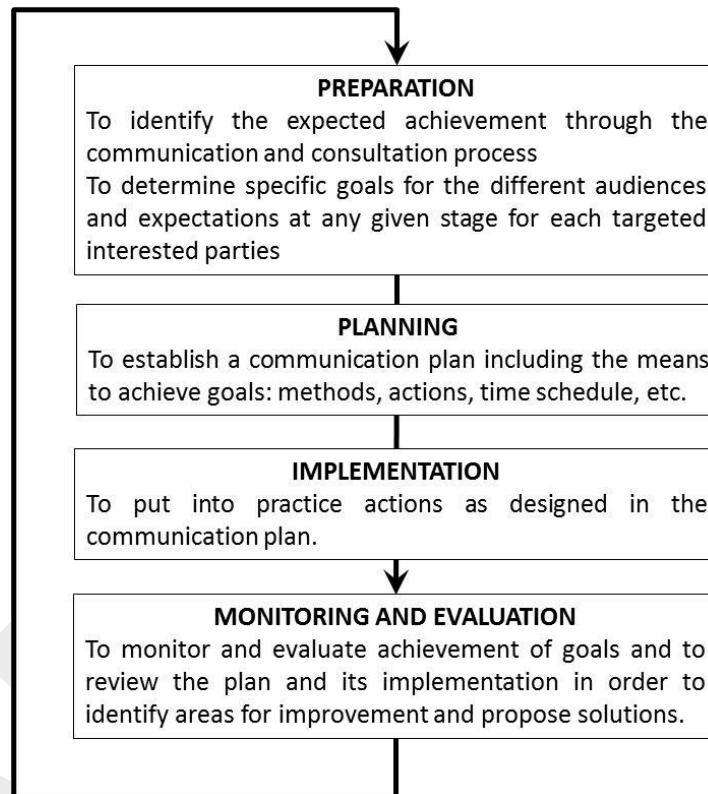 PREPARATION
To identify the expected achievement through the
communication and consultation process
To determine specific goals for the different audiences
and expectations at any given stage for each targeted
interested parties
PLANNING
To establish a communication plan including the means
to achieve goals: methods, actions, time schedule, etc.
IMPLEMENTATION
To put into practice actions as designed in the
communication plan.
MONITORING AND EVALUATION
To monitor and evaluate achievement of goals and to
review the plan and its implementation in order to
identify areas for improvement and propose solutions.